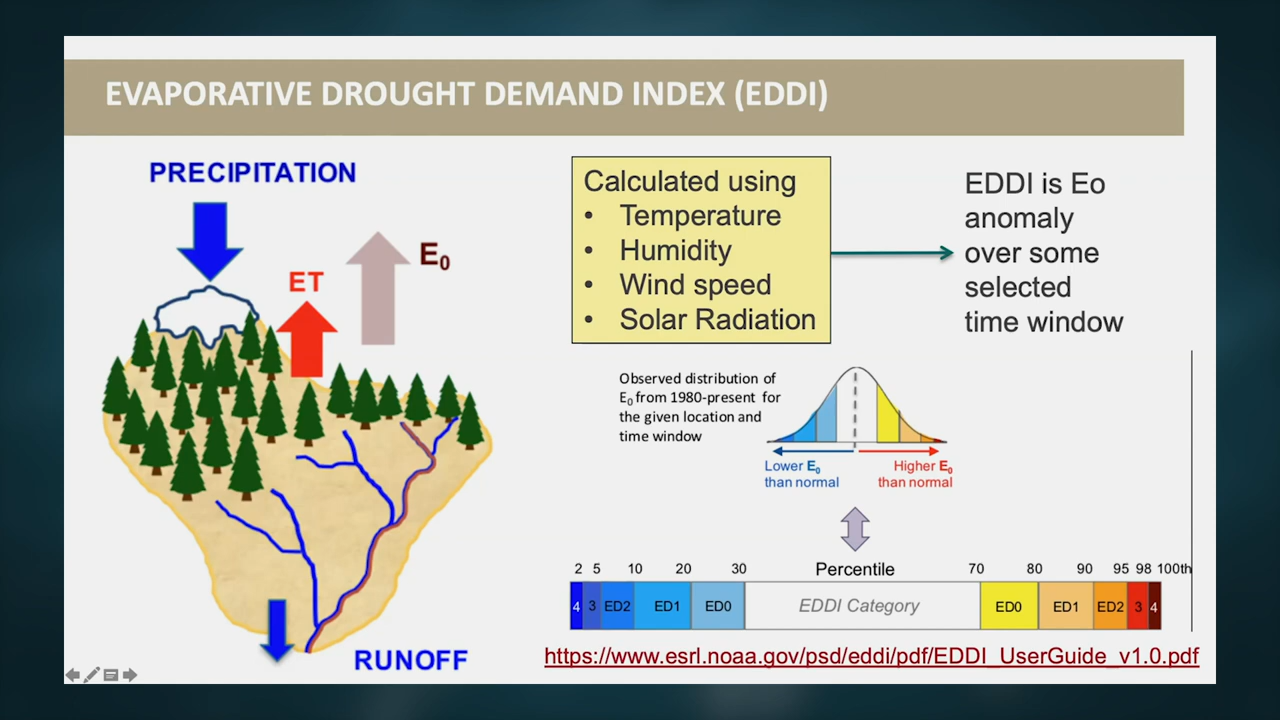 EVAPORATIVE DROUGHT DEMAND INDEX (EDDI)
PRECIPITATION
ET
E₀
RUNOFF
Calculated using
• Temperature
• Humidity
• Wind speed
• Solar Radiation
EDDI is Eo
anomaly
over some
selected
time window
Observed distribution of
E₀ from 1980-present for
the given location and
time window
Lower E₀
than normal
Higher E₀
than normal
2 5 10 20 30 Percentile 70 80 90 95 98 100th
4 3 ED2 ED1 ED0 EDDI Category ED0 ED1 ED2 3 4
https://www.esrl.noaa.gov/psd/eddi/pdf/EDDI_UserGuide_v1.0.pdf